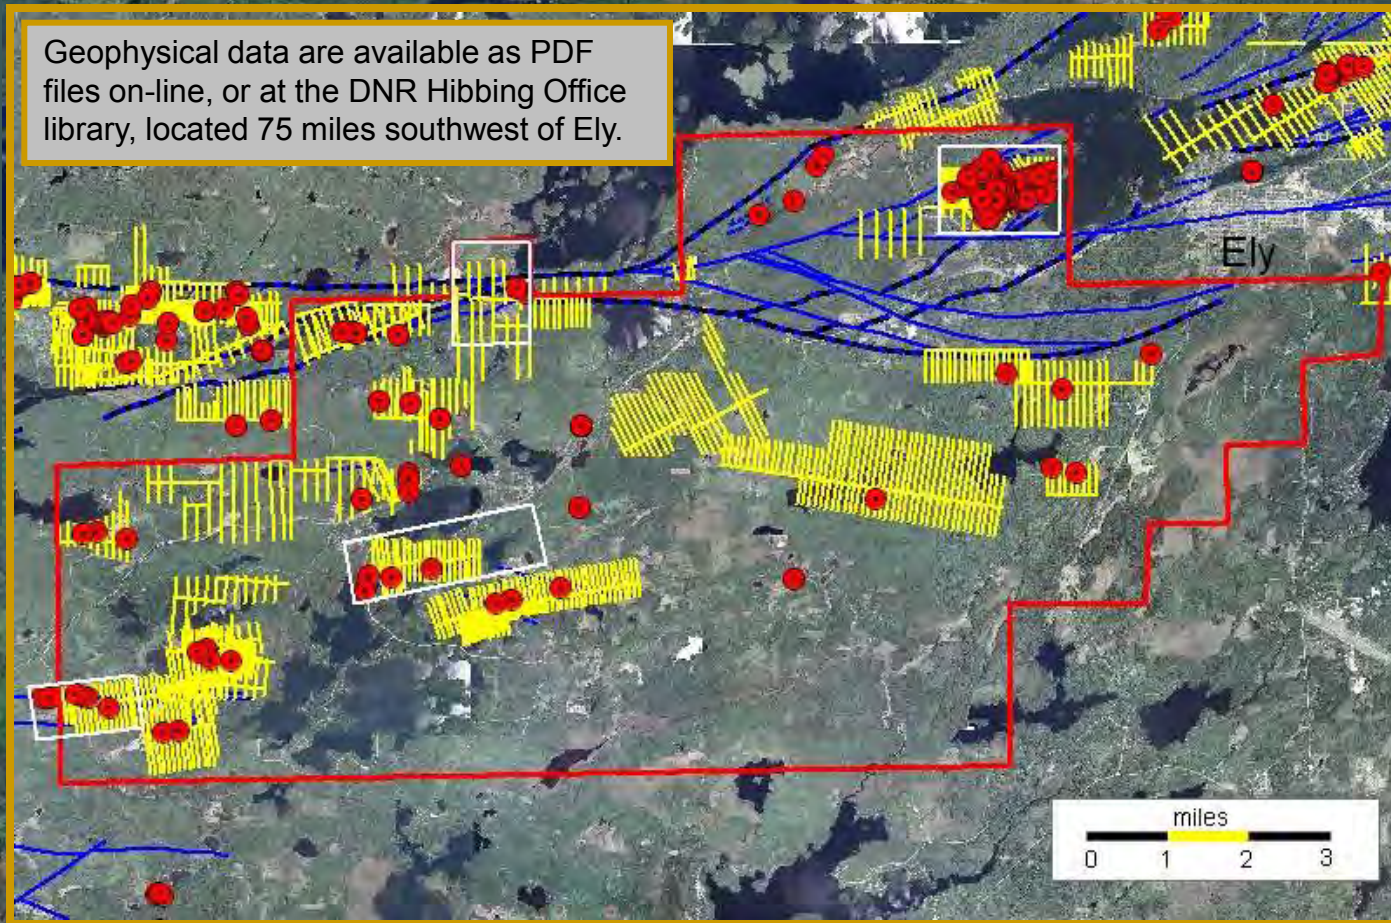 Geophysical data are available as PDF
files on-line, or at the DNR Hibbing Office
library, located 75 miles southwest of Ely.
Ely
miles
0 1 2 3